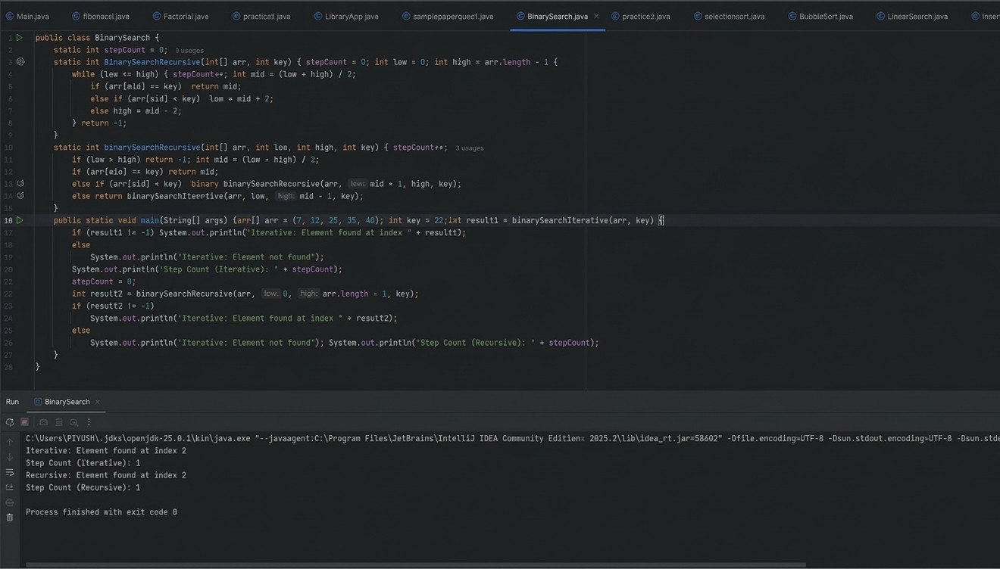 Main.java fibonacsl.java Factorial.java practical1.java LIbraryApp.java samplepaperquec1.java BinarySearch.java × practice2.java selectionsort.java BubbleSort.java LinearSearch.java Inser
1 public class BinarySearch {
2 static int stepCount = 0; 0 useges
3 static int BinarySearchRecursive(int[] arr, int key) { stepCount = 0; int low = 0; int high = arr.length - 1 {
4 while (lew <= high) { stepCount++; int mid = (low + high) / 2;
5 if (arr[mld] == key) return mid;
6 else if (arr[sid] < key) lom = mid + 2;
7 else high = mid - 2;
8 } return -1;
9 }
10 static int binarySearchRecursive(int[] arr, int lon, int high, int key) { stepCount++; 3 usages
11 if (law > high) return -1; int mid = (low - high) / 2;
12 if (arr[eio] == key) return mid;
13 else if (arr[sid] < key) binary binarySearchRecorsive(arr, low: mid * 1, high, key);
1A else return binarySearchIteertive(arr, low, high: mid - 1, key);
15 }
10 public static void main(String[] args) {arr[] arr = (7, 12, 25, 35, 40); int key = 22;int result1 = binarySearchIterative(arr, key) {
17 if (result1 != -1) System.out.println('Iterative: Element found at index " + result1);
18 else
19 System.out.println("Iterative: Element not found");
20 System.out.println('Step Count (Iterative): " + stepCount);
22 stepCount = 0;
22 int result2 = binarySearchRecursive(arr, low: 0, high: arr.length - 1, key);
23 if (result2 != -1)
24 System.out.println('Iterative: Element found at index " + result2);
25 else
26 System.out.println('Iterative: Element not found"); System.out.println("Step Count (Recursive): " + stepCount);
27 }
38 }
Run BinarySearch ×
C:\Users\PIYUSH\.jdks\openjdk-25.0.1\kin\java.exe "--javaagent:C:\Program Files\JetBrains\IntelliJ IDEA Community Edition 2025.2\lib\idea_rt.jar=58602" -Dfile.encoding=UTF-8 -Dsun.stdout.encoding=UTF-8 -Dsun.stde
Iterative: Element found at index 2
Step Count (Iterative): 1
Recursive: Element found at index 2
Step Count (Recursive): 1
Process finished with exit code 0